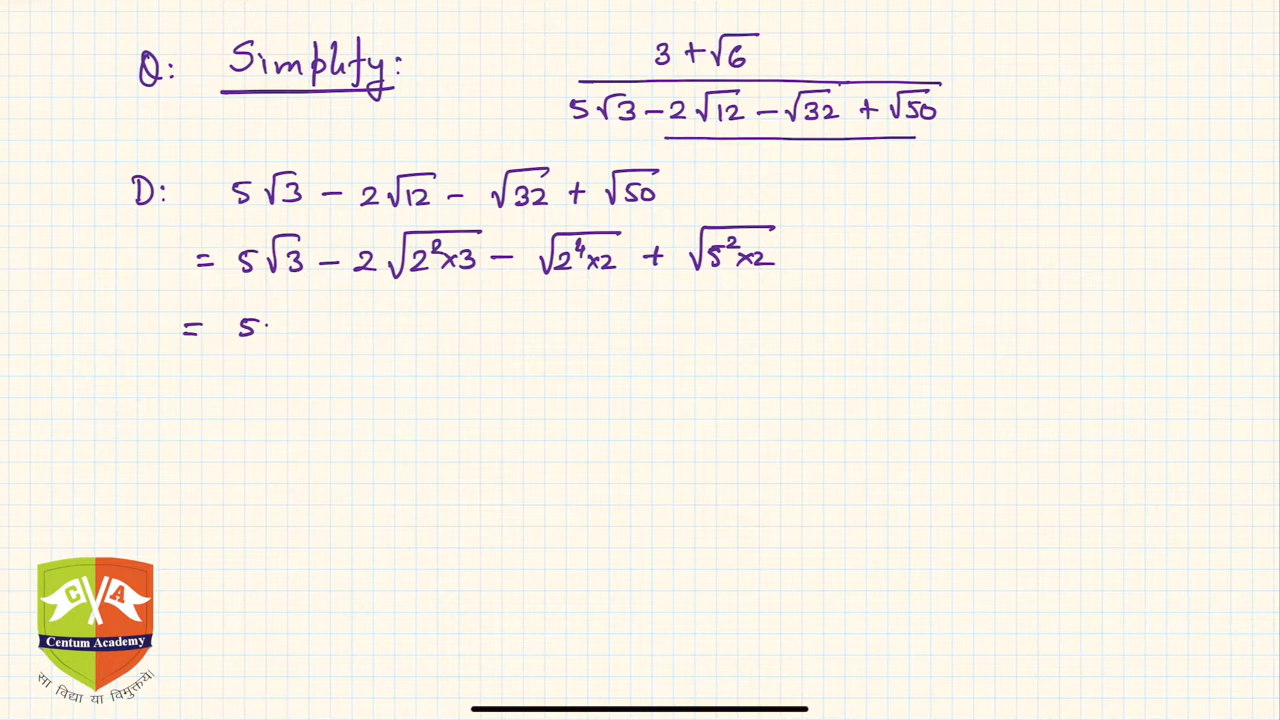 Q: Simplify: 3 + √6
5√3 − 2√12 − √32 + √50
D: 5√3 − 2√12 − √32 + √50
= 5√3 − 2√(2²×3) − √(2⁴×2) + √(5²×2)
= 5
C A
Centum Academy
सा विद्या या विमुक्तये।